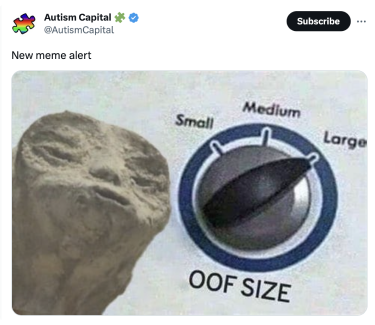 Autism Capital
@AutismCapital
Subscribe
New meme alert
Small
Medium
Large
OOF SIZE